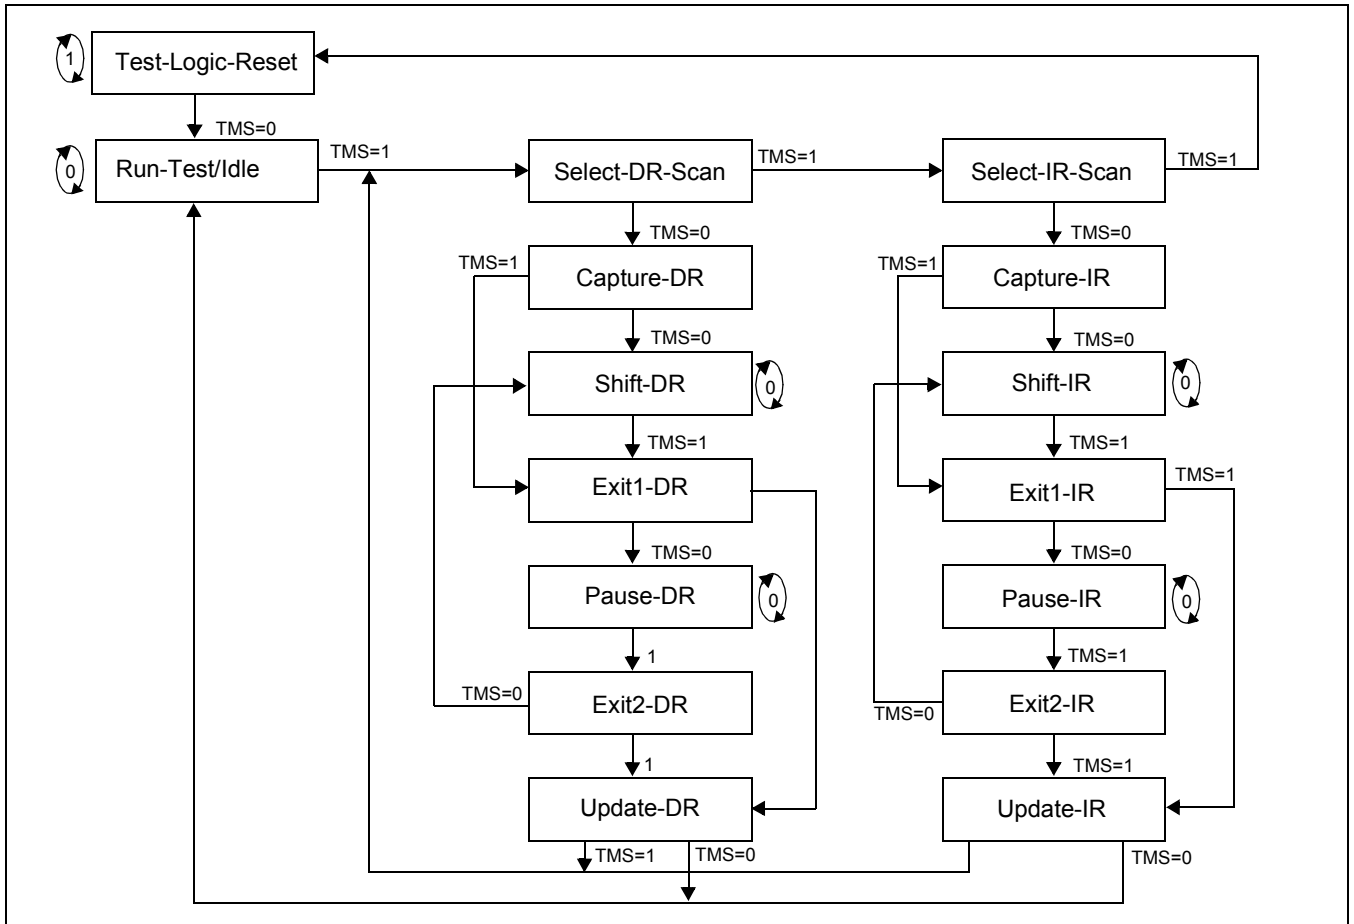 1
Test-Logic-Reset
TMS=0
0
Run-Test/Idle
TMS=1
Select-DR-Scan
TMS=1
Select-IR-Scan
TMS=1
TMS=0
TMS=0
TMS=1
Capture-DR
TMS=1
Capture-IR
TMS=0
TMS=0
Shift-DR
0
Shift-IR
0
TMS=1
TMS=1
Exit1-DR
Exit1-IR
TMS=1
TMS=0
TMS=0
Pause-DR
0
Pause-IR
0
1
TMS=1
TMS=0
Exit2-DR
TMS=0
Exit2-IR
1
TMS=1
Update-DR
Update-IR
TMS=1
TMS=0
TMS=0